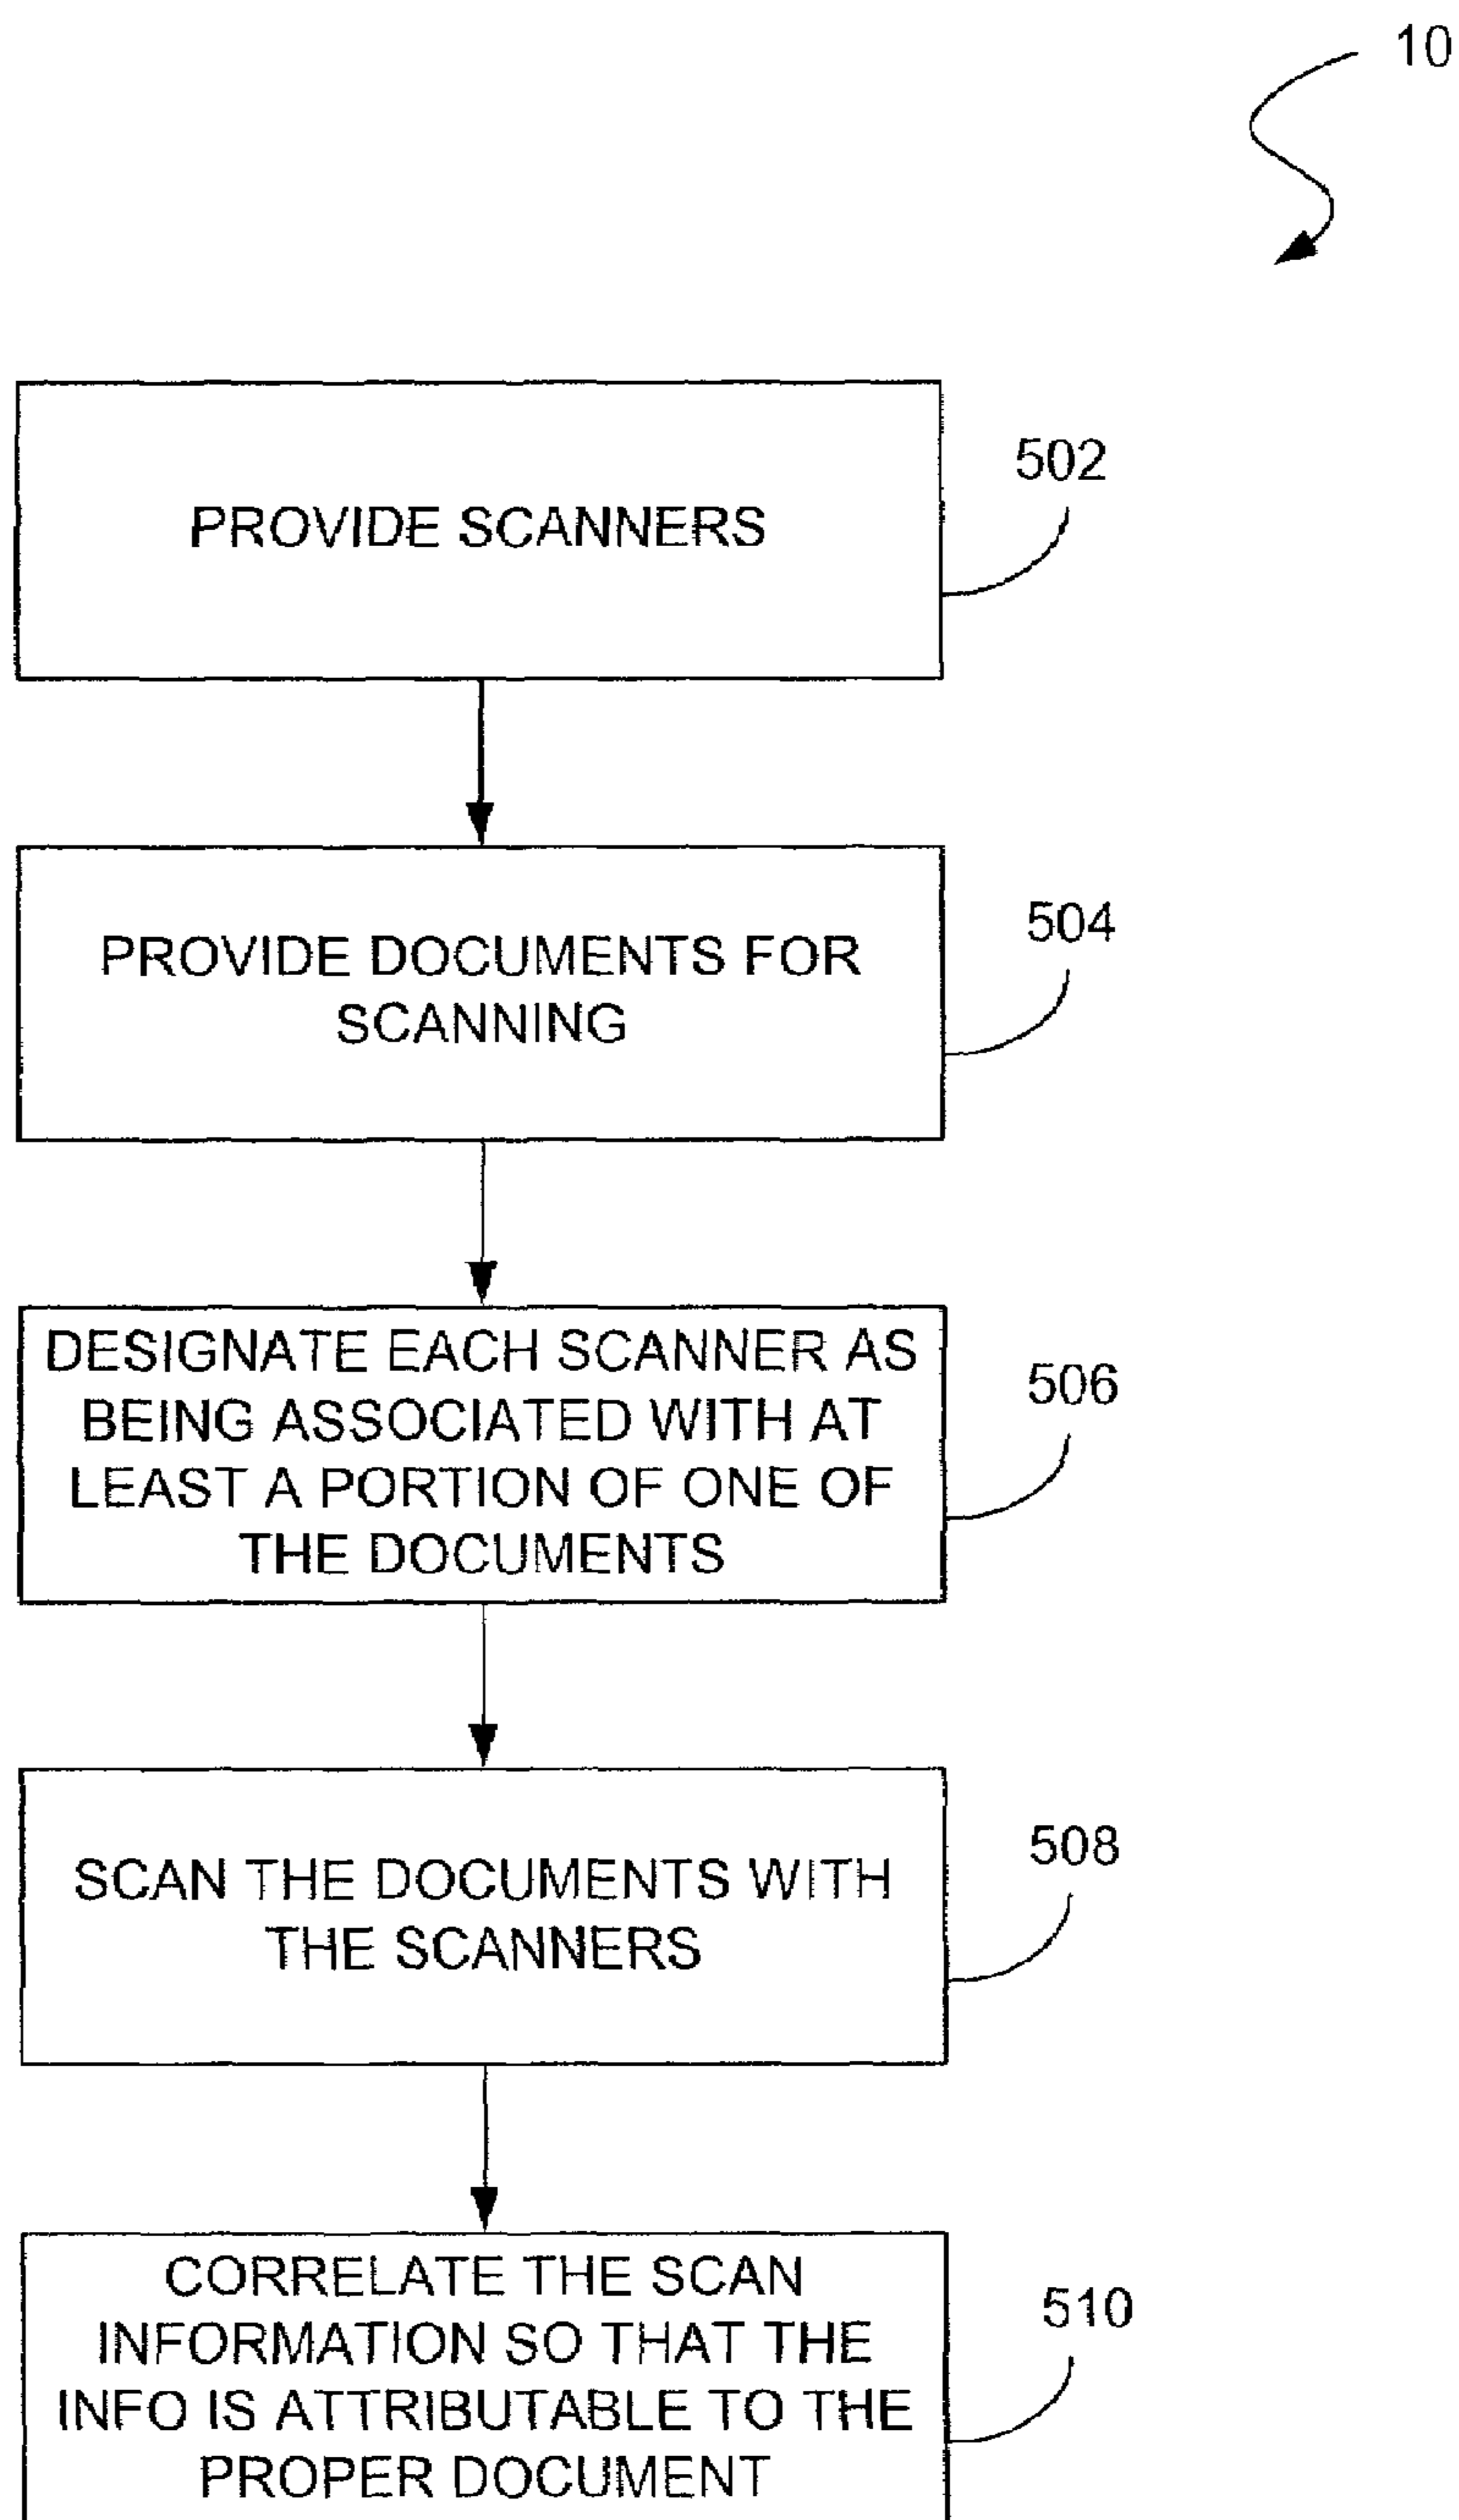 10
PROVIDE SCANNERS
502
PROVIDE DOCUMENTS FOR
SCANNING
504
DESIGNATE EACH SCANNER AS
BEING ASSOCIATED WITH AT
LEAST A PORTION OF ONE OF
THE DOCUMENTS
506
SCAN THE DOCUMENTS WITH
THE SCANNERS
508
CORRELATE THE SCAN
INFORMATION SO THAT THE
INFO IS ATTRIBUTABLE TO THE
PROPER DOCUMENT
510